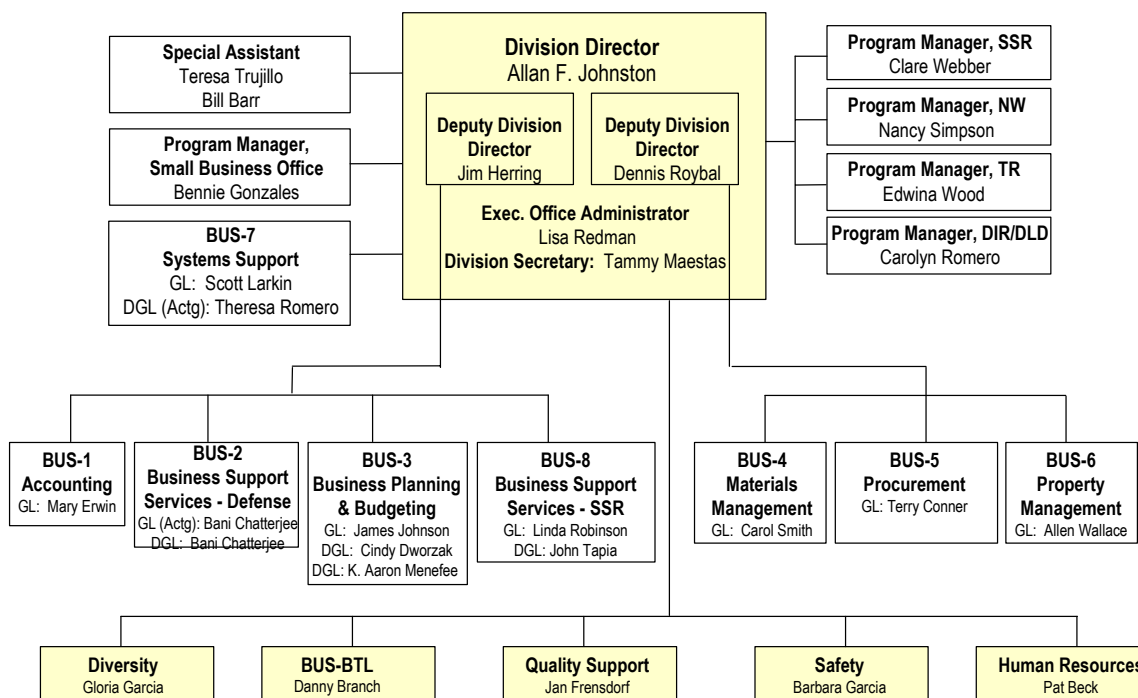 Special Assistant
Teresa Trujillo
Bill Barr
Program Manager,
Small Business Office
Bennie Gonzales
BUS-7
Systems Support
GL: Scott Larkin
DGL (Actg): Theresa Romero
Division Director
Allan F. Johnston
Deputy Division
Director
Jim Herring
Deputy Division
Director
Dennis Roybal
Exec. Office Administrator
Lisa Redman
Division Secretary: Tammy Maestas
Program Manager, SSR
Clare Webber
Program Manager, NW
Nancy Simpson
Program Manager, TR
Edwina Wood
Program Manager, DIR/DLD
Carolyn Romero
BUS-1
Accounting
GL: Mary Erwin
BUS-2
Business Support
Services - Defense
GL (Actg): Bani Chatterjee
DGL: Bani Chatterjee
BUS-3
Business Planning
& Budgeting
GL: James Johnson
DGL: Cindy Dworzak
DGL: K. Aaron Menefee
BUS-8
Business Support
Services - SSR
GL: Linda Robinson
DGL: John Tapia
BUS-4
Materials
Management
GL: Carol Smith
BUS-5
Procurement
GL: Terry Conner
BUS-6
Property
Management
GL: Allen Wallace
Diversity
Gloria Garcia
BUS-BTL
Danny Branch
Quality Support
Jan Frensdorf
Safety
Barbara Garcia
Human Resources
Pat Beck